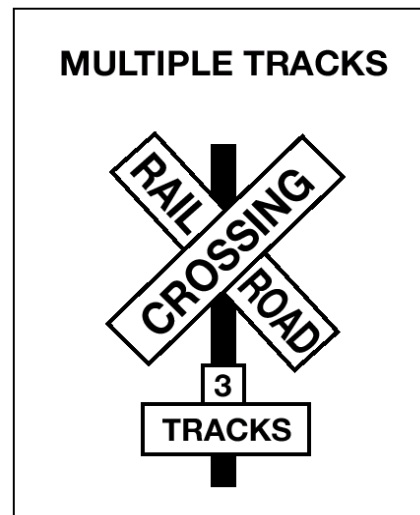 MULTIPLE TRACKS
RAIL
CROSSING
ROAD
3
TRACKS